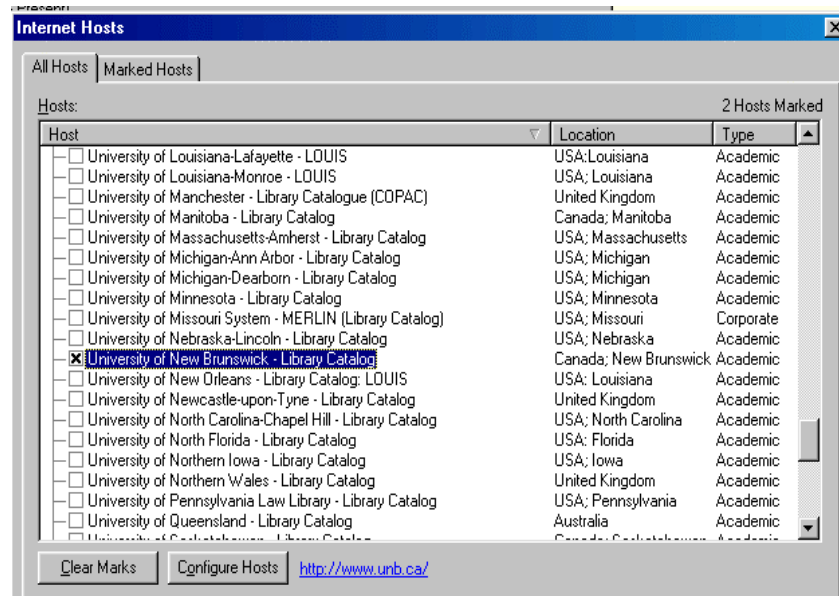 Internet Hosts
All Hosts Marked Hosts
Hosts: 2 Hosts Marked
Host Location Type
University of Louisiana-Lafayette - LOUIS USA:Louisiana Academic
University of Louisiana-Monroe - LOUIS USA; Louisiana Academic
University of Manchester - Library Catalogue (COPAC) United Kingdom Academic
University of Manitoba - Library Catalog Canada; Manitoba Academic
University of Massachusetts-Amherst - Library Catalog USA; Massachusetts Academic
University of Michigan-Ann Arbor - Library Catalog USA; Michigan Academic
University of Michigan-Dearborn - Library Catalog USA; Michigan Academic
University of Minnesota - Library Catalog USA; Minnesota Academic
University of Missouri System - MERLIN (Library Catalog) USA; Missouri Corporate
University of Nebraska-Lincoln - Library Catalog USA; Nebraska Academic
University of New Brunswick - Library Catalog Canada; New Brunswick Academic
University of New Orleans - Library Catalog: LOUIS USA: Louisiana Academic
University of Newcastle-upon-Tyne - Library Catalog United Kingdom Academic
University of North Carolina-Chapel Hill - Library Catalog USA; North Carolina Academic
University of North Florida - Library Catalog USA: Florida Academic
University of Northern Iowa - Library Catalog USA; Iowa Academic
University of Northern Wales - Library Catalog United Kingdom Academic
University of Pennsylvania Law Library - Library Catalog USA; Pennsylvania Academic
University of Queensland - Library Catalog Australia Academic
Clear Marks Configure Hosts http://www.unb.ca/